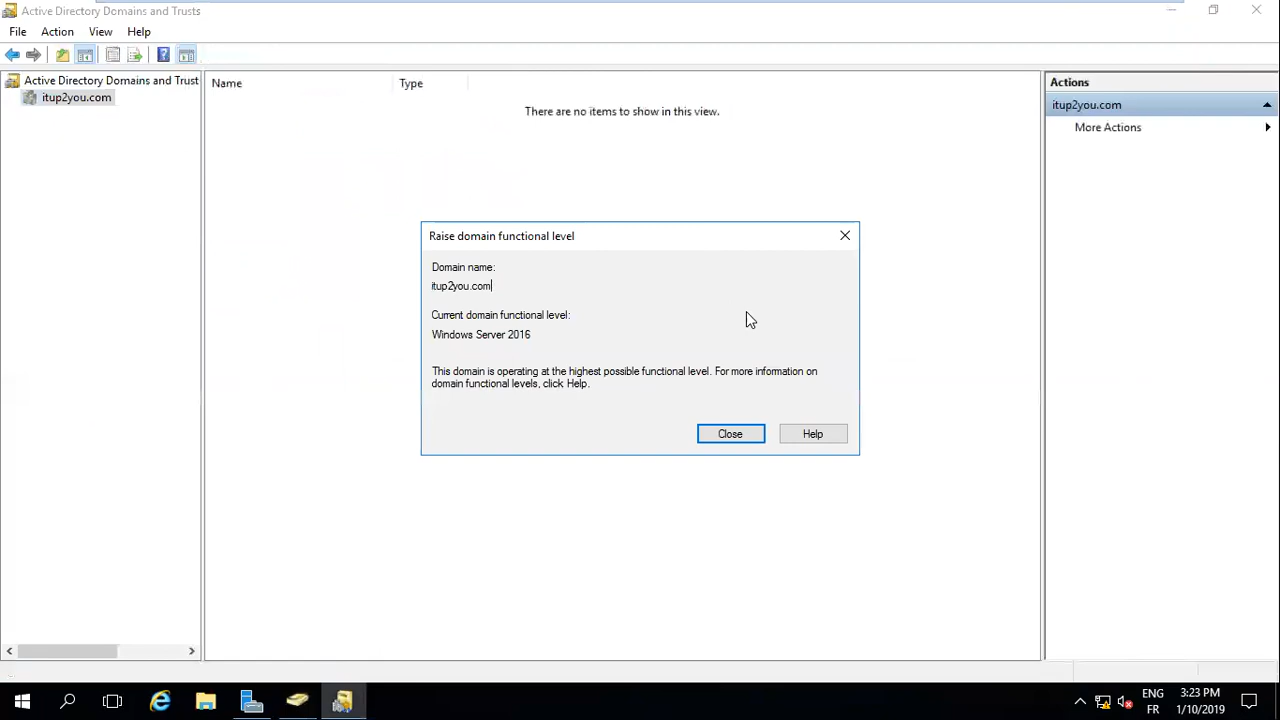 Active Directory Domains and Trusts
File Action View Help
Active Directory Domains and Trust
itup2you.com
Name Type
There are no items to show in this view.
Actions
itup2you.com
More Actions
Raise domain functional level
Domain name:
itup2you.com
Current domain functional level:
Windows Server 2016
This domain is operating at the highest possible functional level. For more information on
domain functional levels, click Help.
Close Help
ENG
FR
3:23 PM
1/10/2019